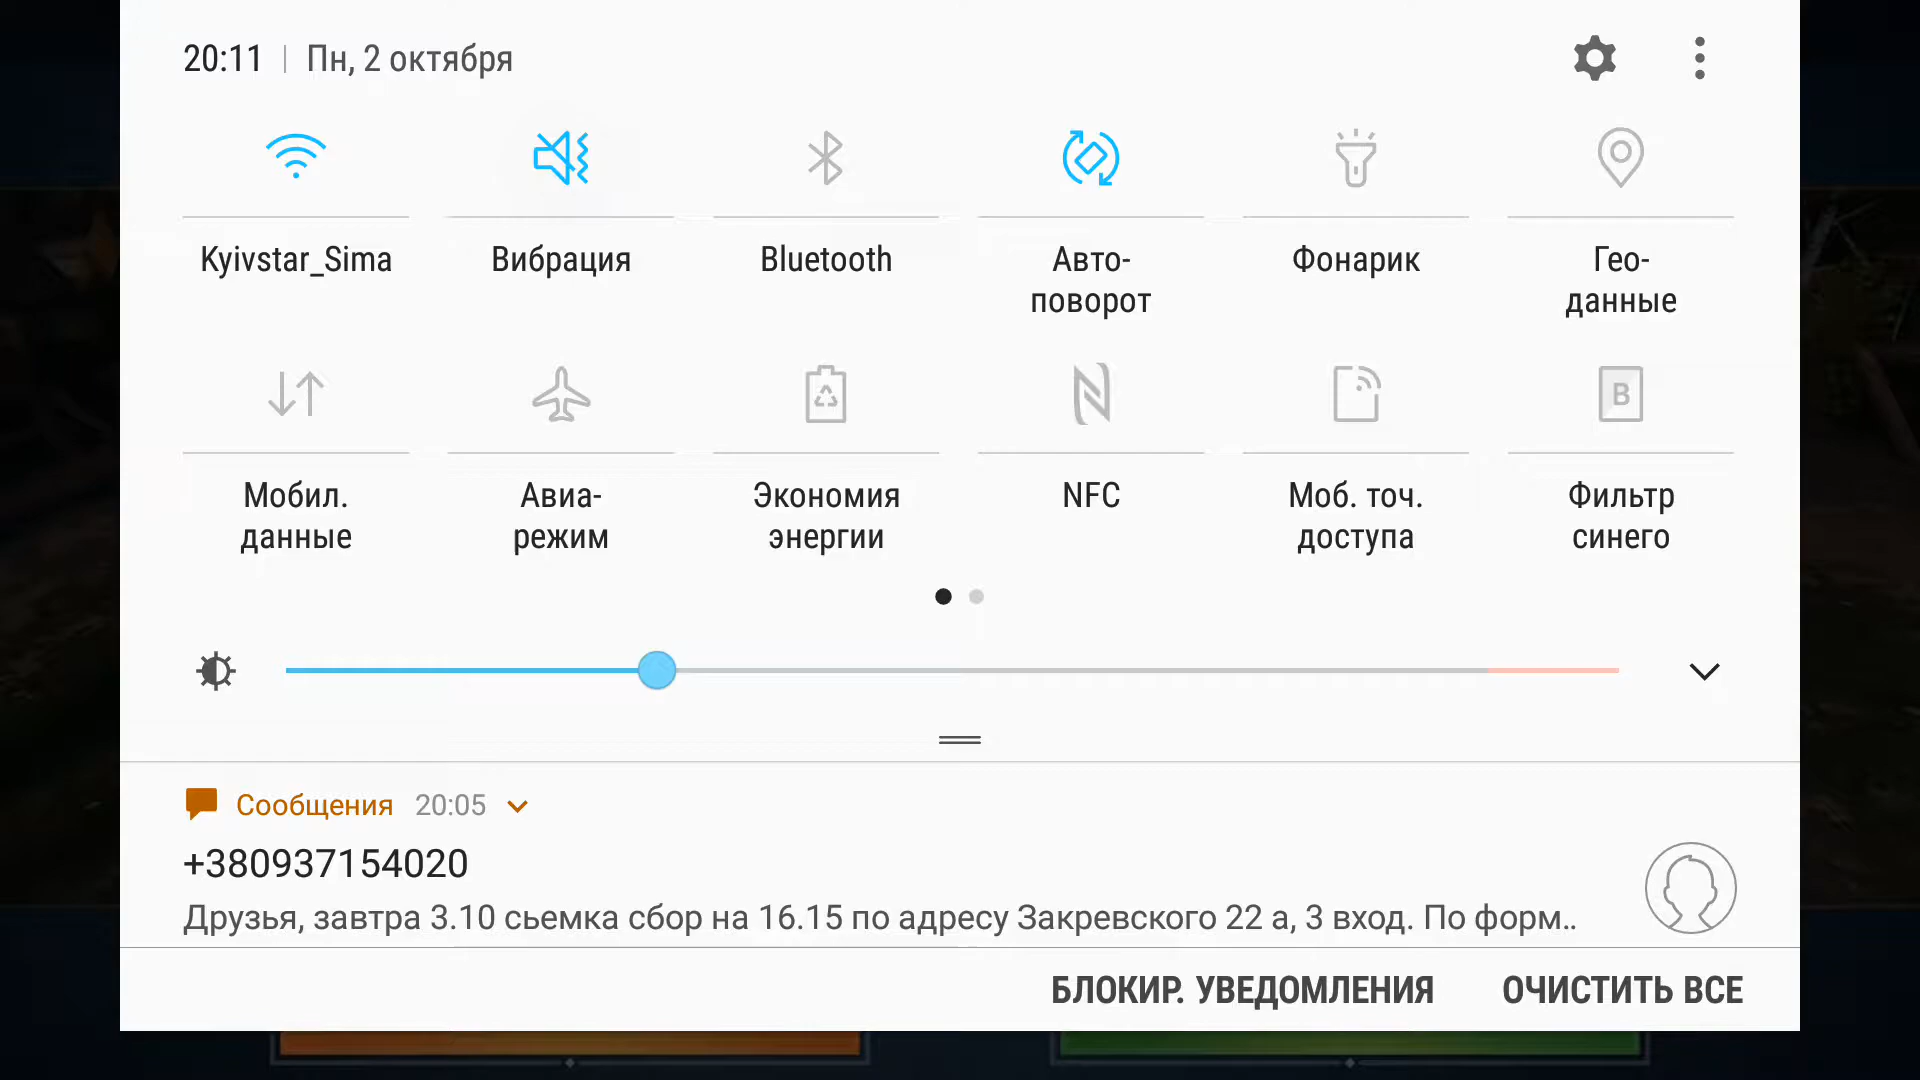 20:11 | Пн, 2 октября
Kyivstar_Sima
Вибрация
Bluetooth
Авто-
поворот
Фонарик
Гео-
данные
Мобил.
данные
Авиа-
режим
Экономия
энергии
NFC
Моб. точ.
доступа
B
Фильтр
синего
Сообщения 20:05
+380937154020
Друзья, завтра 3.10 сьемка сбор на 16.15 по адресу Закревского 22 а, 3 вход. По форм..
БЛОКИР. УВЕДОМЛЕНИЯ ОЧИСТИТЬ ВСЕ